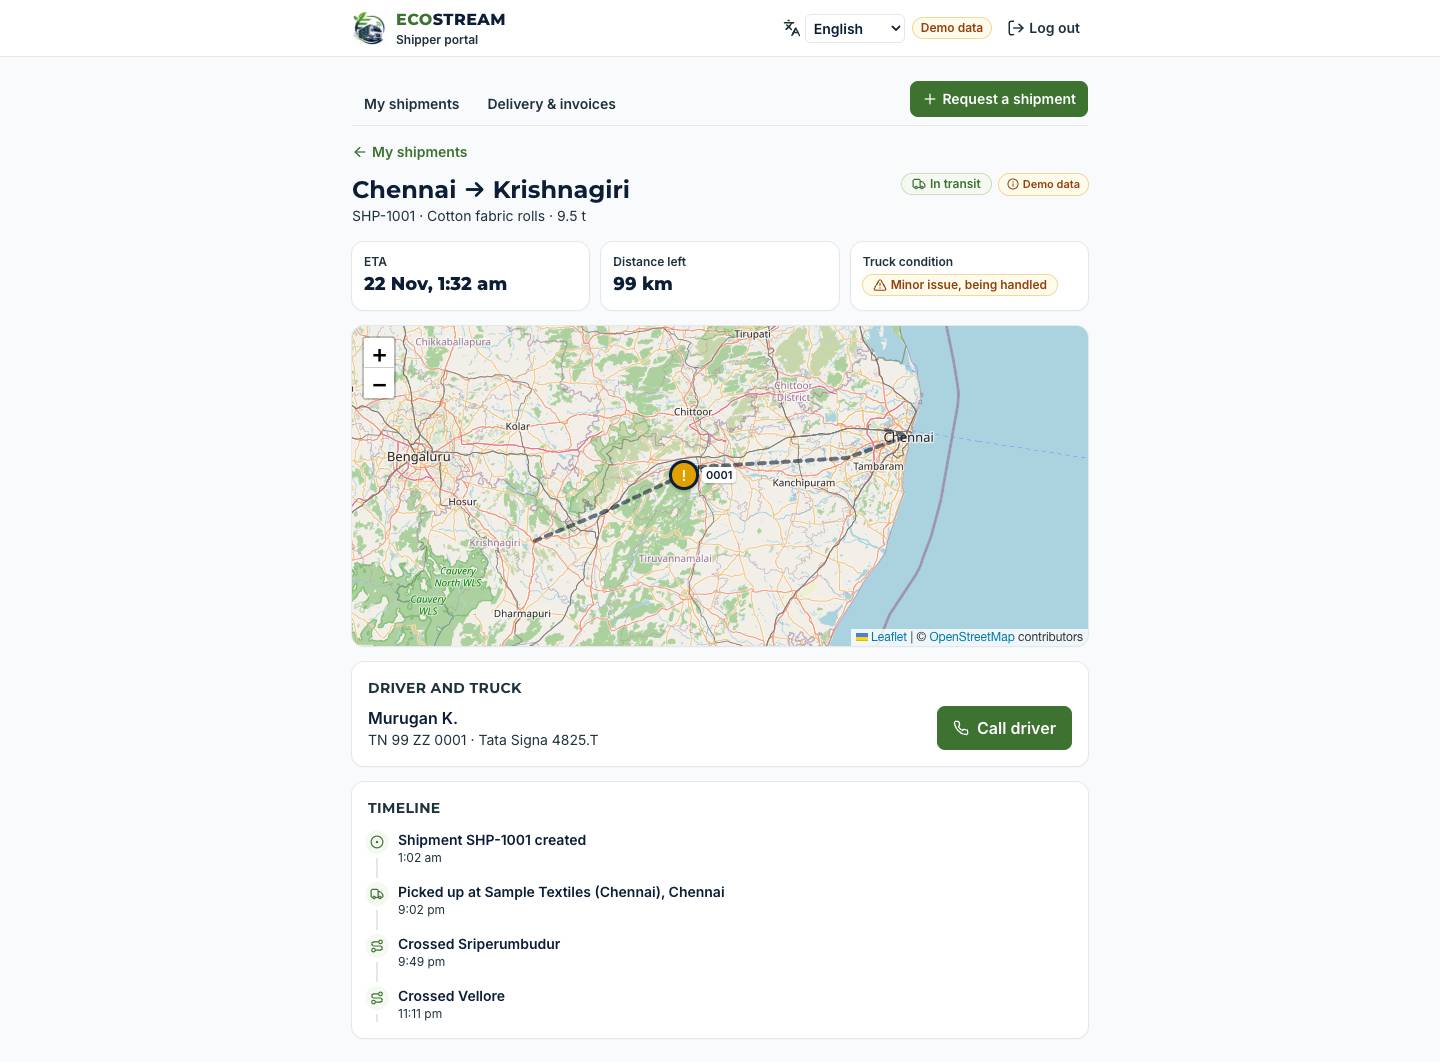 ECOSTREAM
Shipper portal
English
Demo data
Log out
My shipments
Delivery & invoices
+ Request a shipment
← My shipments
Chennai → Krishnagiri
In transit
Demo data
SHP-1001 · Cotton fabric rolls · 9.5 t
ETA
22 Nov, 1:32 am
Distance left
99 km
Truck condition
Minor issue, being handled
+
−
Tirupati
Chikkaballapura
Chittoor
District
Chittoor
Kolar
Bengaluru
Chennai
Tambaram
!
0001
Kanchipuram
Hosur
Krishnagiri
Tiruvannamalai
Cauvery
North WLS
Cauvery
WLS
Dharmapuri
Leaflet | © OpenStreetMap contributors
DRIVER AND TRUCK
Murugan K.
TN 99 ZZ 0001 · Tata Signa 4825.T
Call driver
TIMELINE
Shipment SHP-1001 created
1:02 am
Picked up at Sample Textiles (Chennai), Chennai
9:02 pm
Crossed Sriperumbudur
9:49 pm
Crossed Vellore
11:11 pm